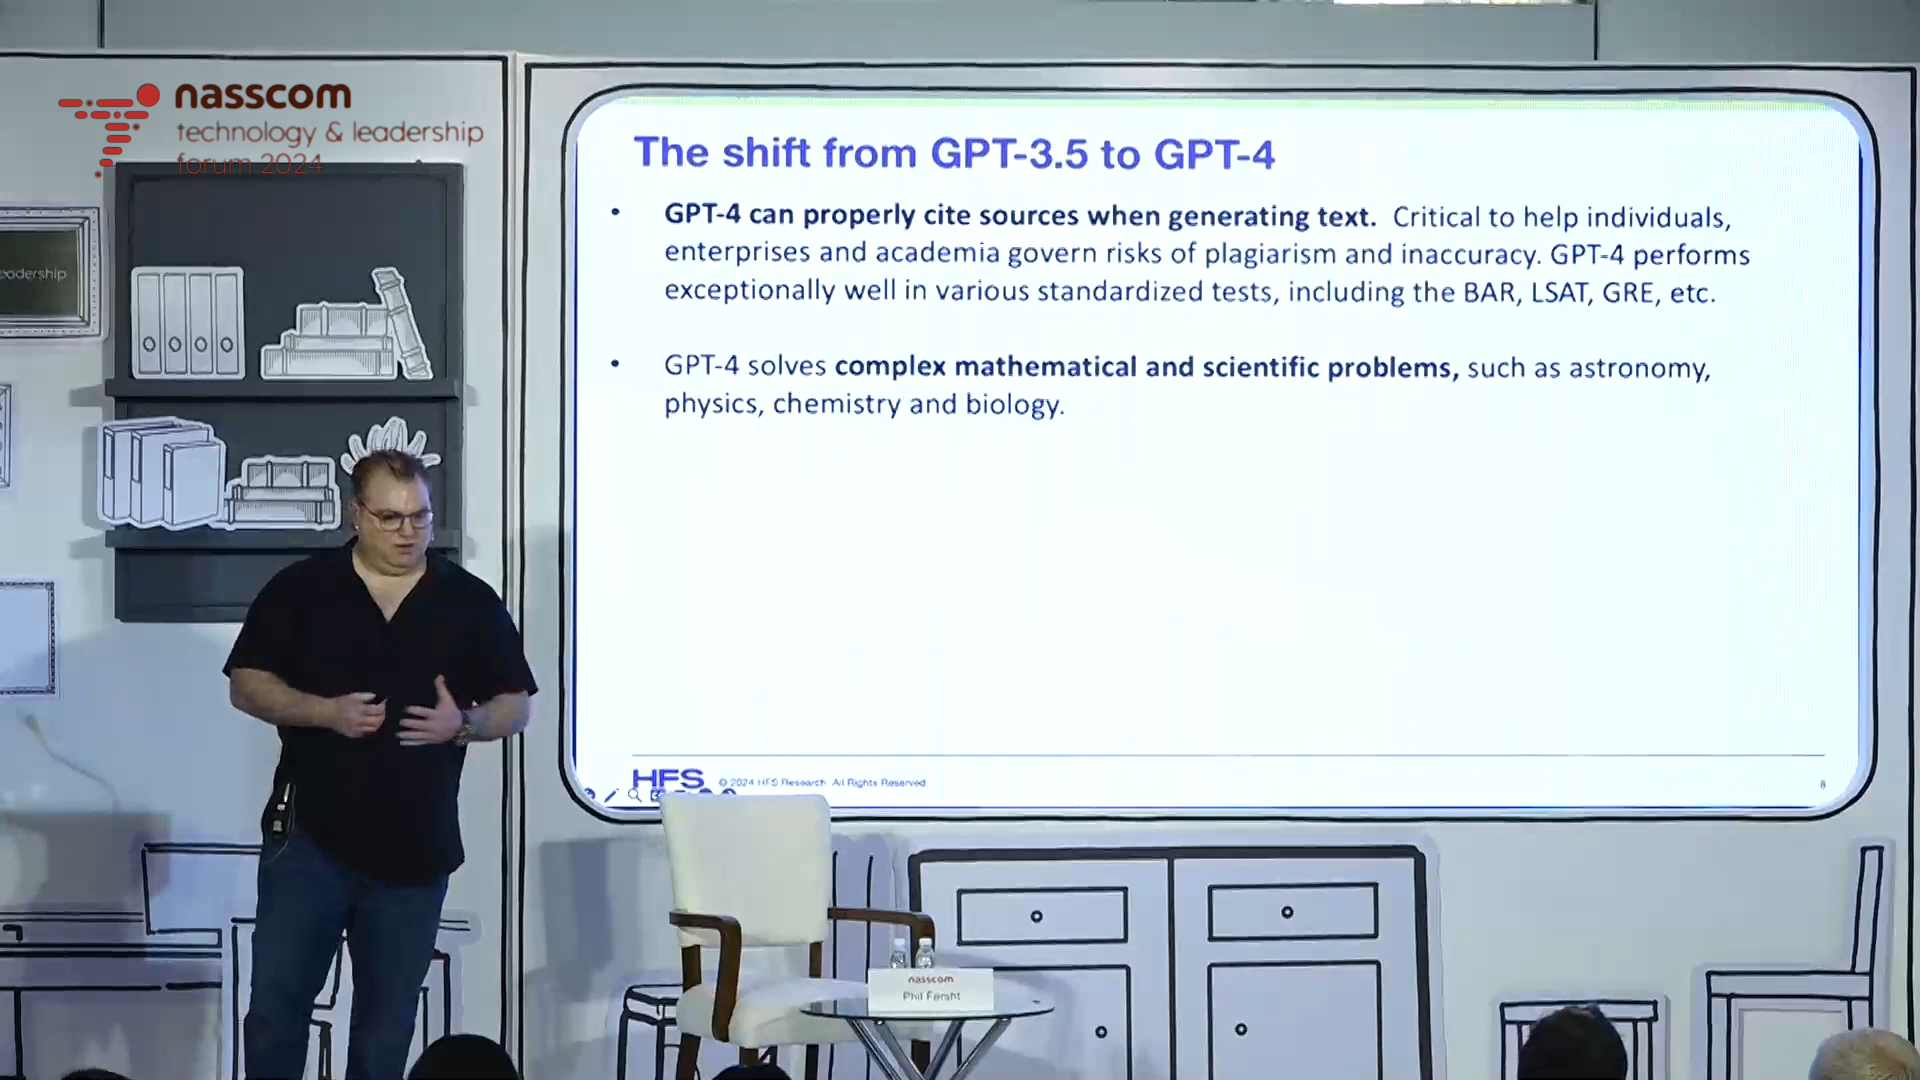 nasscom
technology & leadership
forum 2024
eadership
The shift from GPT-3.5 to GPT-4
• GPT-4 can properly cite sources when generating text. Critical to help individuals,
enterprises and academia govern risks of plagiarism and inaccuracy. GPT-4 performs
exceptionally well in various standardized tests, including the BAR, LSAT, GRE, etc.
• GPT-4 solves complex mathematical and scientific problems, such as astronomy,
physics, chemistry and biology.
HFS © 2024 HFS Research. All Rights Reserved. 8
nasscom
Phil Fersht